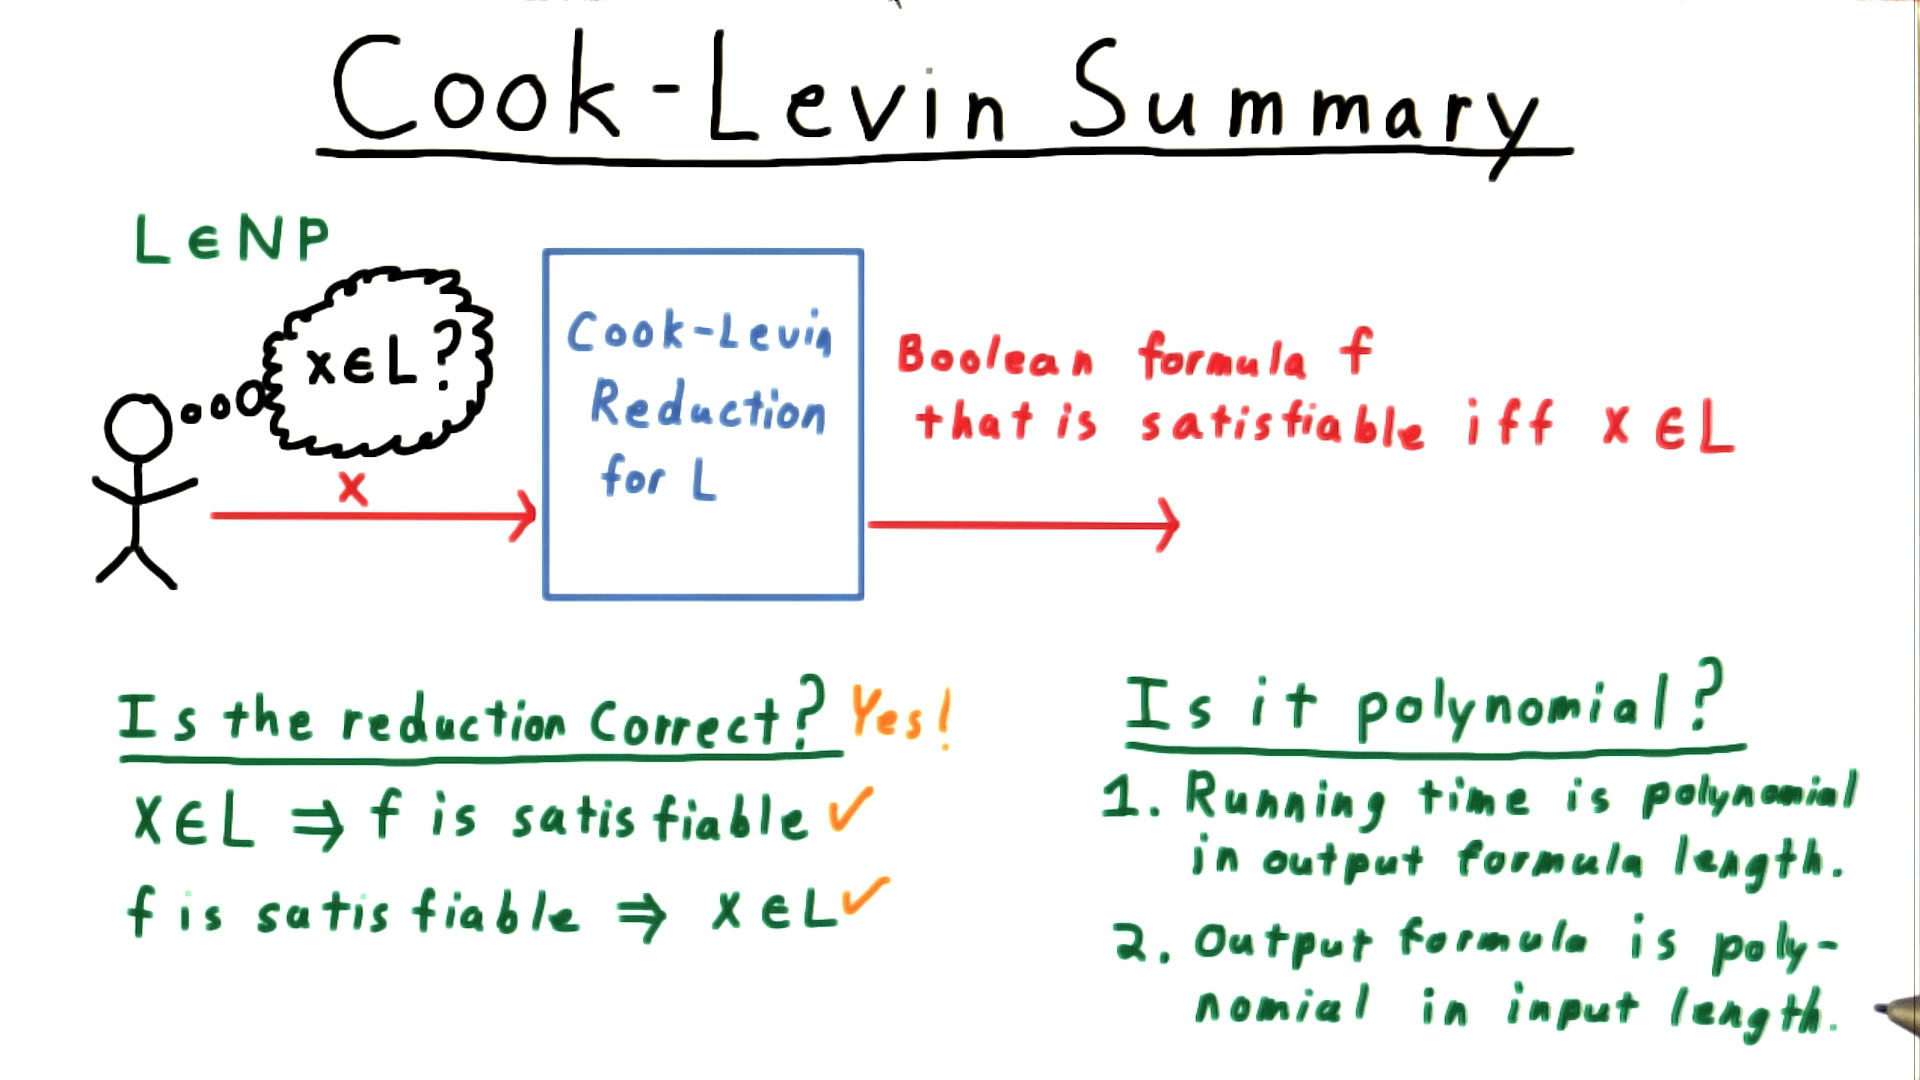 Cook-Levin Summary
L∈NP
x∈L?
x
Cook-Levin
Reduction
for L
Boolean formula f
that is satisfiable iff x∈L
Is the reduction correct? Yes!
x∈L ⇒ f is satisfiable ✓
f is satisfiable ⇒ x∈L ✓
Is it polynomial?
1. Running time is polynomial
in output formula length.
2. Output formula is poly-
nomial in input length.